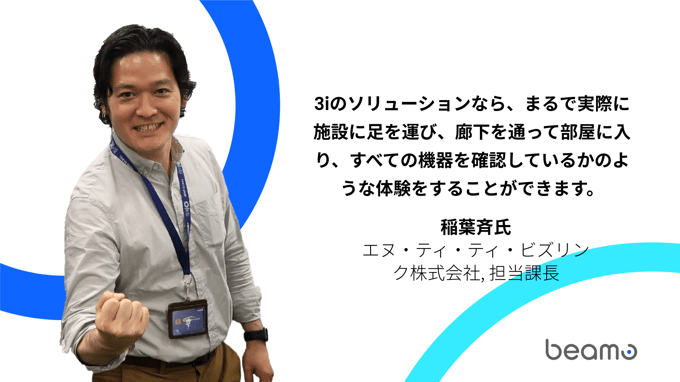 3iのソリューションなら、まるで実際に
施設に足を運び、廊下を通って部屋に入
り、すべての機器を確認しているかのよ
うな体験をすることができます。
稲葉斉氏
エヌ・ティ・ティ・ビズリン
ク株式会社, 担当課長
beamo